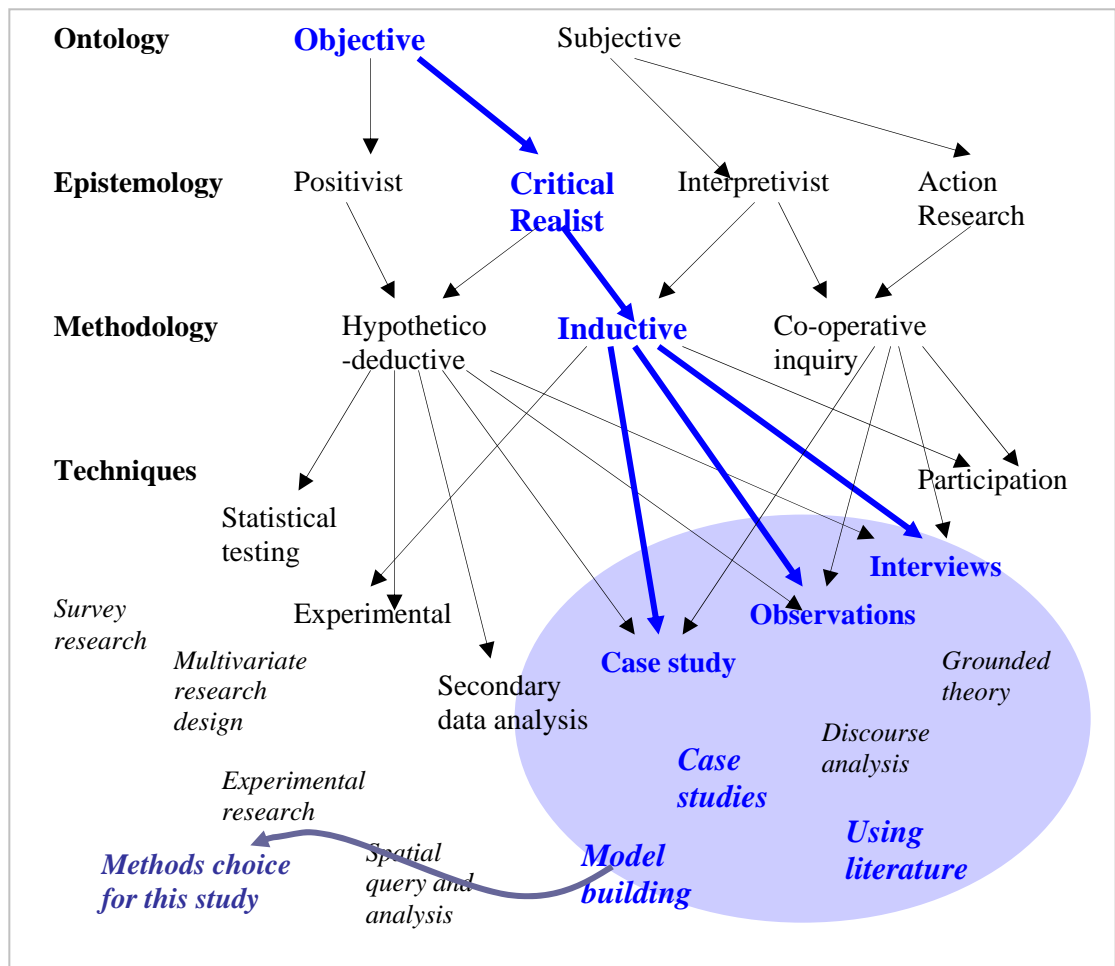 Ontology
Objective
Subjective
Epistemology
Positivist
Critical
Realist
Interpretivist
Action
Research
Methodology
Hypothetico
-deductive
Inductive
Co-operative
inquiry
Techniques
Participation
Statistical
testing
Interviews
Survey
research
Experimental
Observations
Multivariate
research
design
Secondary
data analysis
Case study
Grounded
theory
Discourse
analysis
Case
studies
Experimental
research
Using
literature
Methods choice
for this study
Spatial
query and
analysis
Model
building